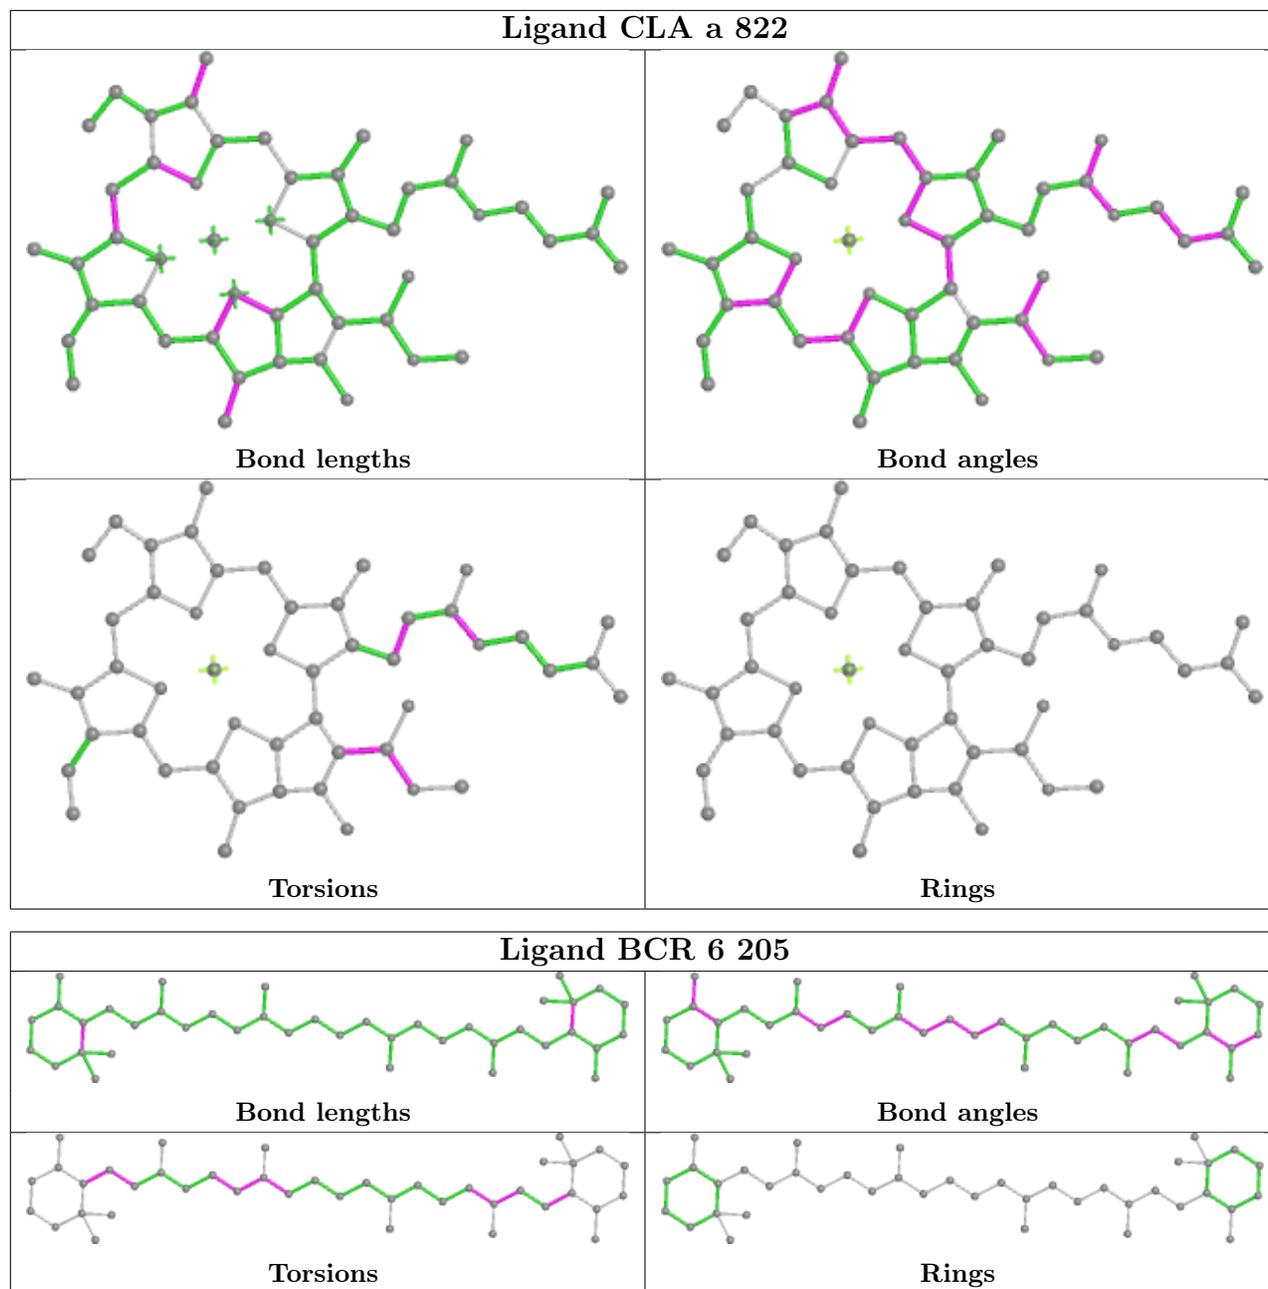 Ligand CLA a 822
Bond lengths
Bond angles
Torsions
Rings
Ligand BCR 6 205
Bond lengths
Bond angles
Torsions
Rings